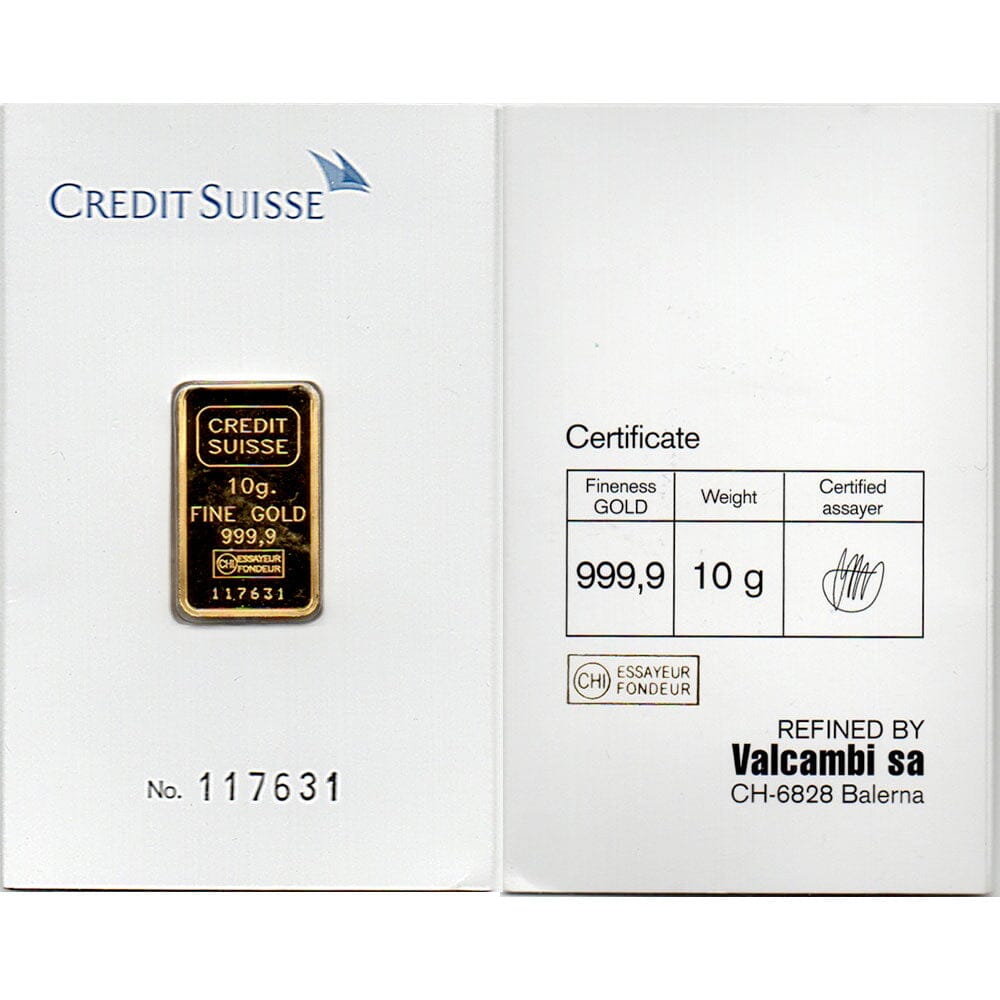 CREDIT SUISSE
CREDIT
SUISSE
10g.
FINE GOLD
999,9
CHI ESSAYEUR
FONDEUR
117631
No. 117631
Certificate
Fineness
GOLD
Weight
Certified
assayer
999,9
10 g
CHI ESSAYEUR
FONDEUR
REFINED BY
Valcambi sa
CH-6828 Balerna